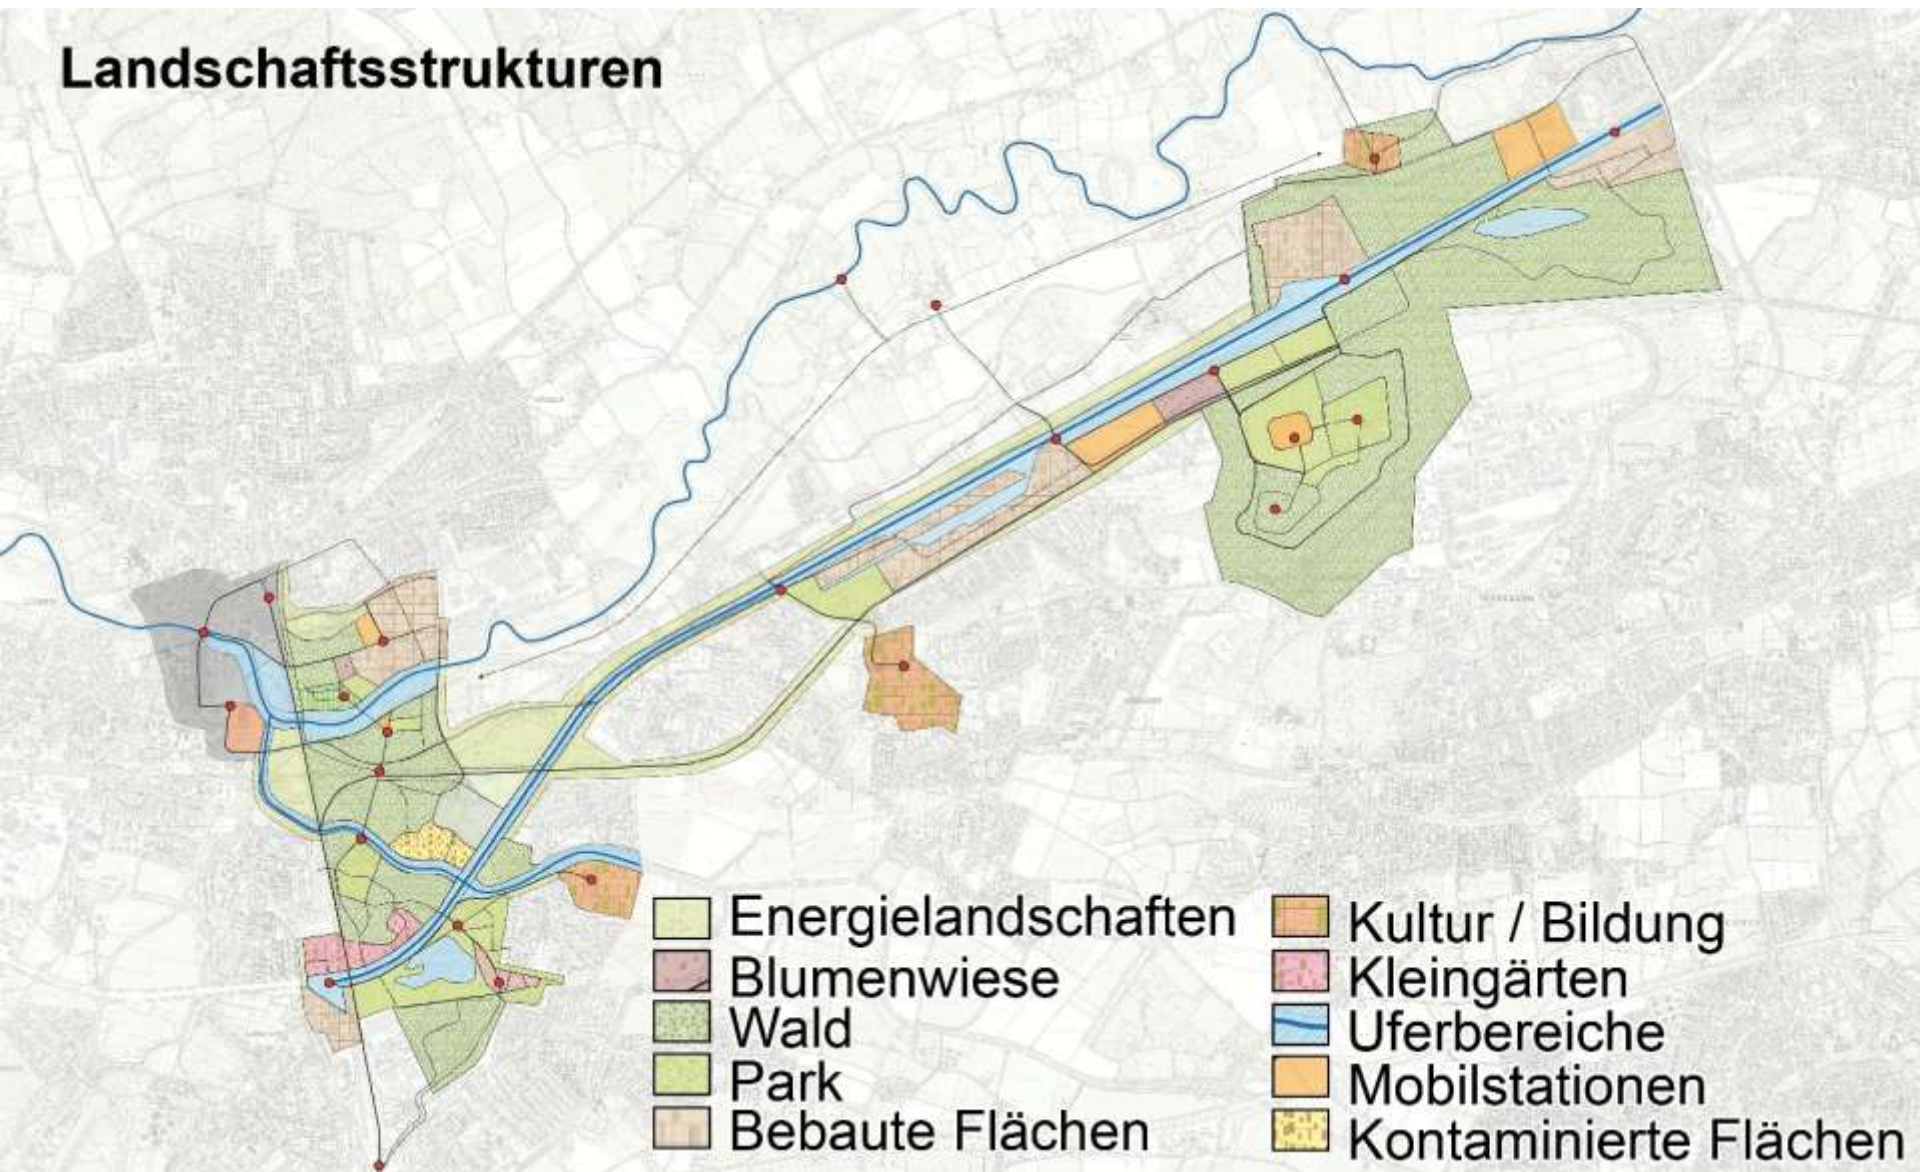 Landschaftsstrukturen
Energielandschaften
Blumenwiese
Wald
Park
Bebaute Flächen
Kultur / Bildung
Kleingärten
Uferbereiche
Mobilstationen
Kontaminierte Flächen